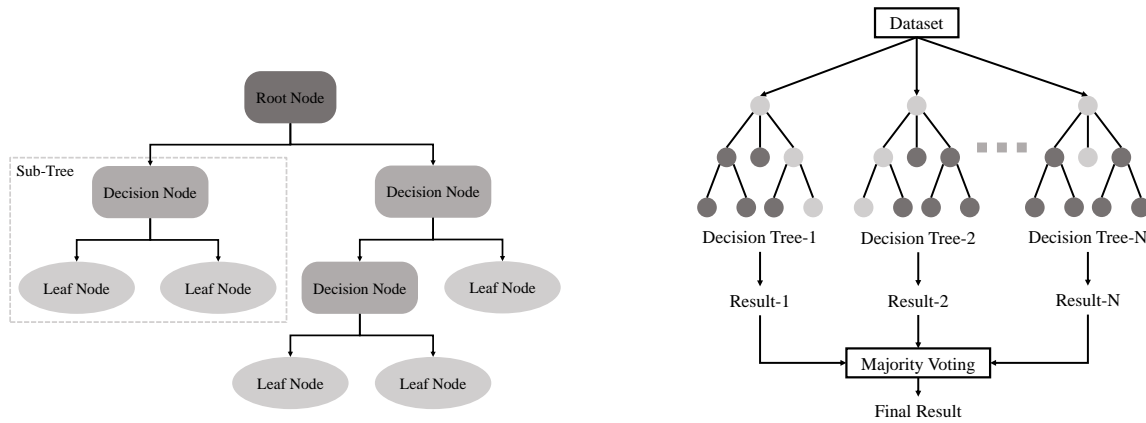 Root Node
Sub-Tree
Decision Node
Decision Node
Leaf Node
Leaf Node
Decision Node
Leaf Node
Leaf Node
Leaf Node
Dataset
Decision Tree-1
Decision Tree-2
Decision Tree-N
Result-1
Result-2
Result-N
Majority Voting
Final Result